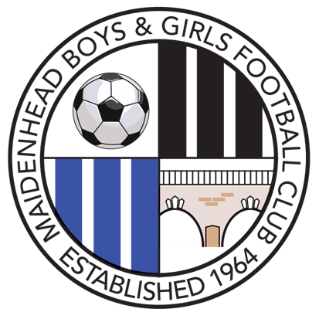 MAIDENHEAD BOYS & GIRLS FOOTBALL CLUB
ESTABLISHED 1964